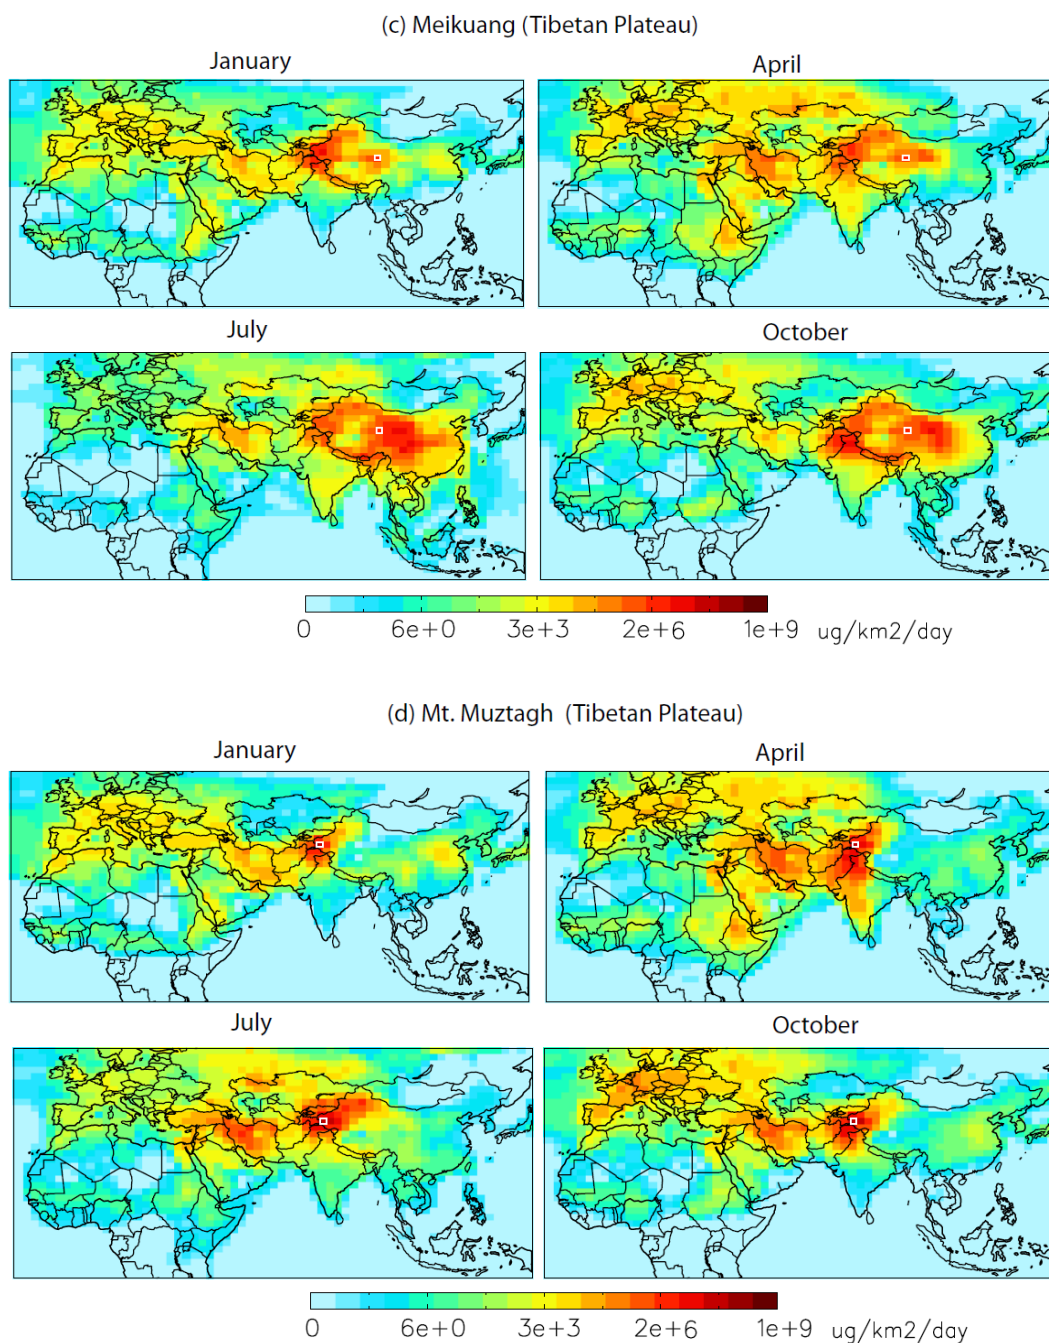 (c) Meikuang (Tibetan Plateau)
January
April
July
October
0 6e+0 3e+3 2e+6 1e+9 ug/km2/day
(d) Mt. Muztagh (Tibetan Plateau)
January
April
July
October
0 6e+0 3e+3 2e+6 1e+9 ug/km2/day